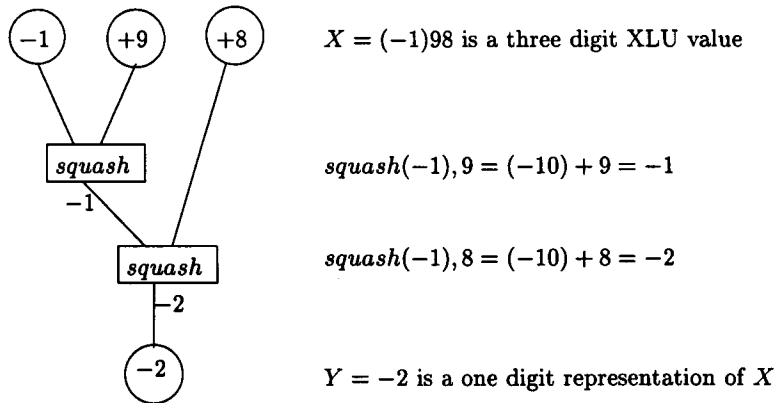 −1 +9 +8 X = (−1)98 is a three digit XLU value
squash squash(−1), 9 = (−10) + 9 = −1
−1
squash squash(−1), 8 = (−10) + 8 = −2
−2
−2 Y = −2 is a one digit representation of X